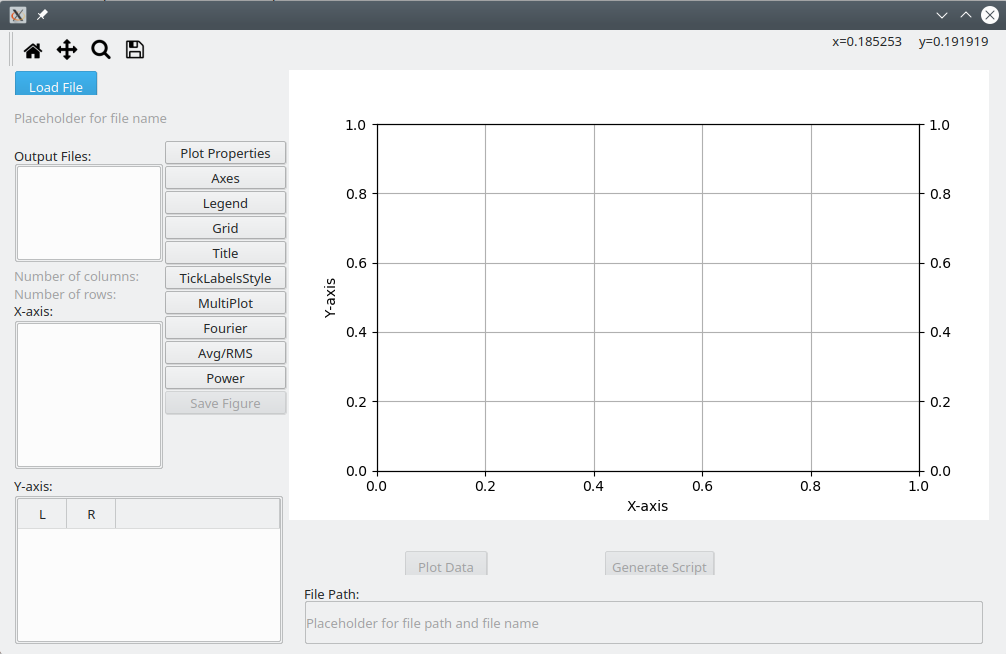 x=0.185253 y=0.191919
Load File
Placeholder for file name
Output Files:
Plot Properties
Axes
Legend
Grid
Title
TickLabelsStyle
MultiPlot
Fourier
Avg/RMS
Power
Save Figure
Number of columns:
Number of rows:
X-axis:
Y-axis:
L R
1.0 1.0
0.8 0.8
0.6 0.6
Y-axis
0.4 0.4
0.2 0.2
0.0 0.0
0.0 0.2 0.4 0.6 0.8 1.0
X-axis
Plot Data Generate Script
File Path:
Placeholder for file path and file name